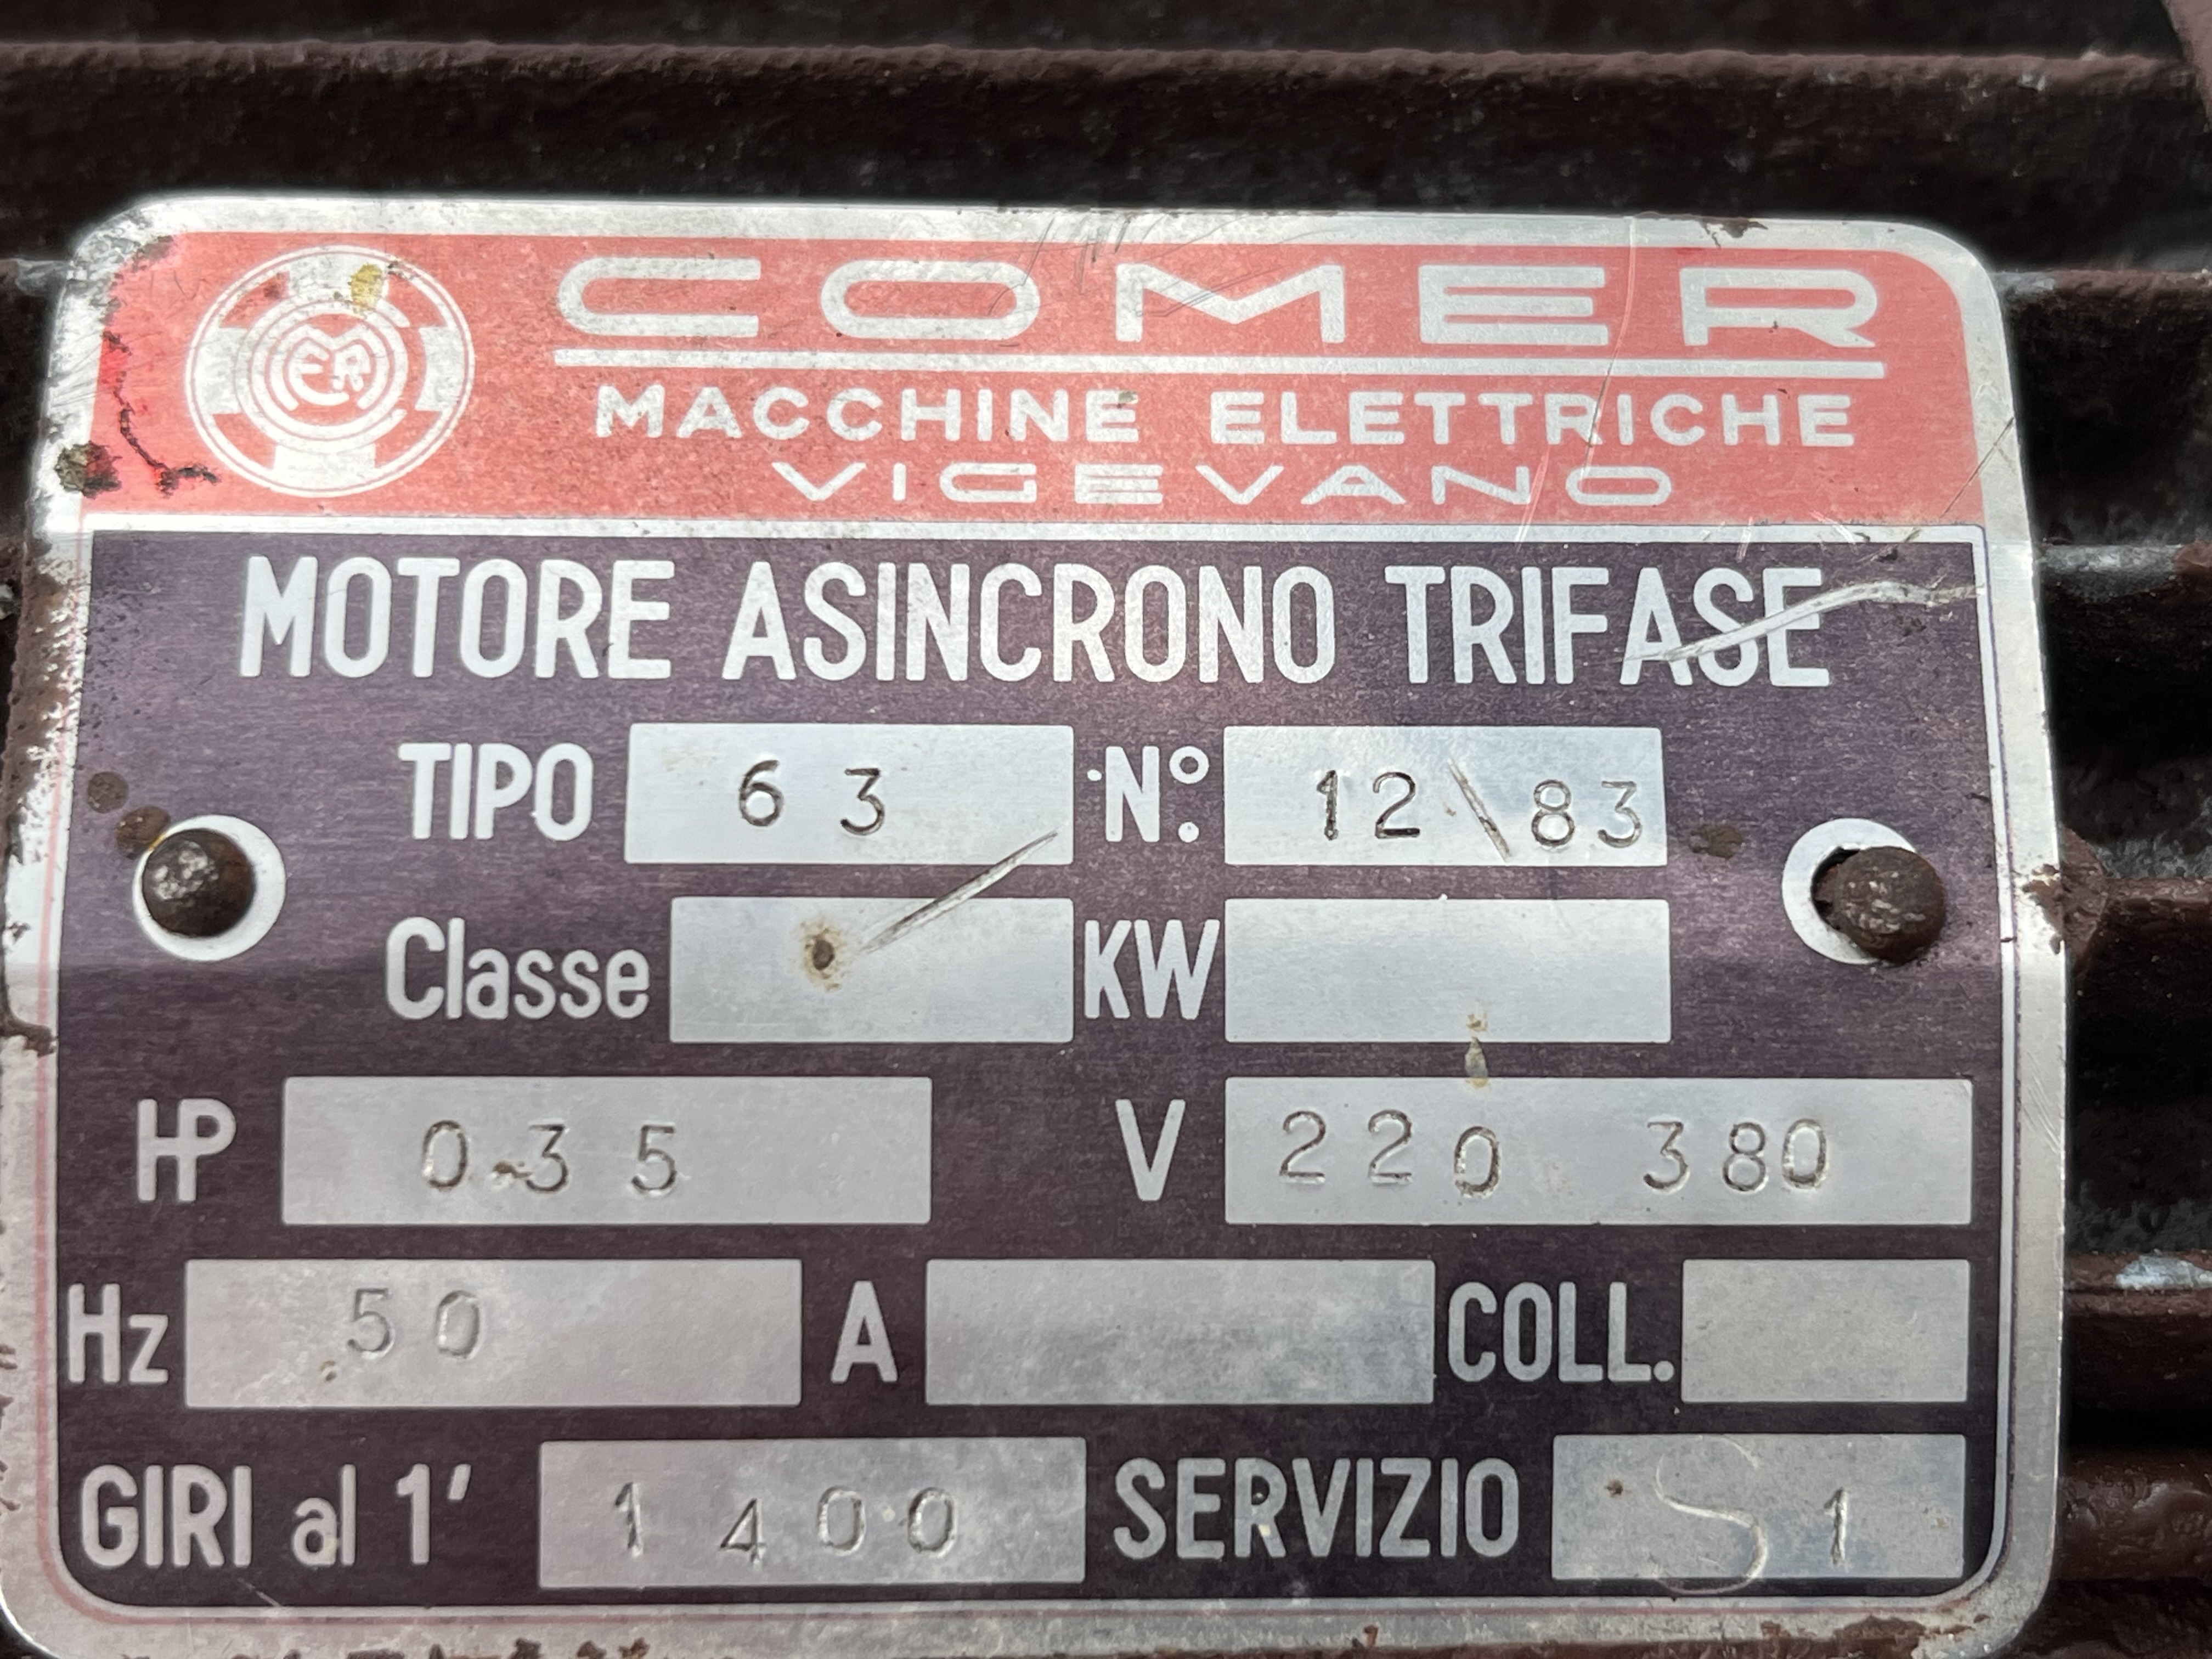 COMER
MER
MACCHINE ELETTRICHE
VIGEVANO
MOTORE ASINCRONO TRIFASE
TIPO 63 N°. 12\83
Classe KW
HP 0.35 V 220 380
Hz 50 A COLL.
GIRI al 1' 1400 SERVIZIO S1